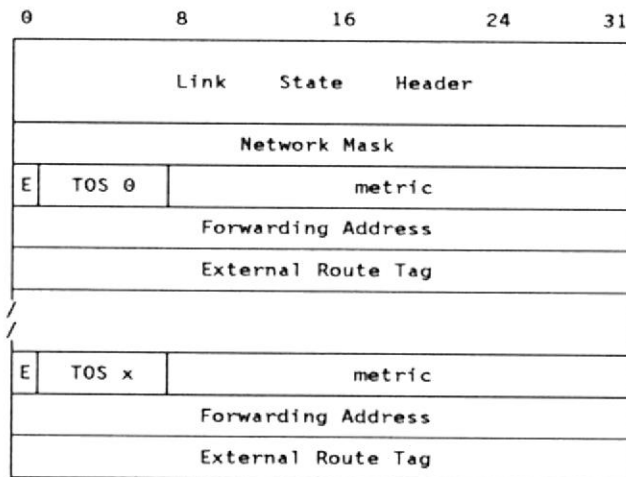 0 8 16 24 31
Link State Header
Network Mask
E TOS 0 metric
Forwarding Address
External Route Tag
/
/
E TOS x metric
Forwarding Address
External Route Tag